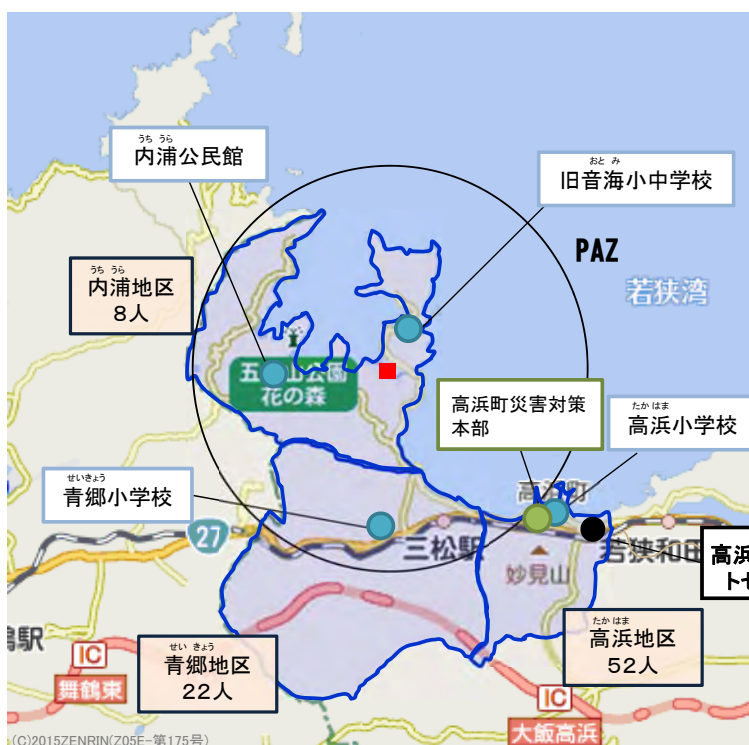 うち うら
内浦公民館
おと み
旧音海小中学校
PAZ
うち うら
内浦地区
8人
若狭湾
花の森
高浜町災害対策
本部
たか はま
高浜小学校
せいきょう
青郷小学校
27
三松駅
若狭和田
妙見山
高浜
トセ
せい きょう
青郷地区
22人
たか はま
高浜地区
52人
駅
IC
舞鶴東
IC
大飯高浜
(C)2015ZENRIN(Z05E-第175号)